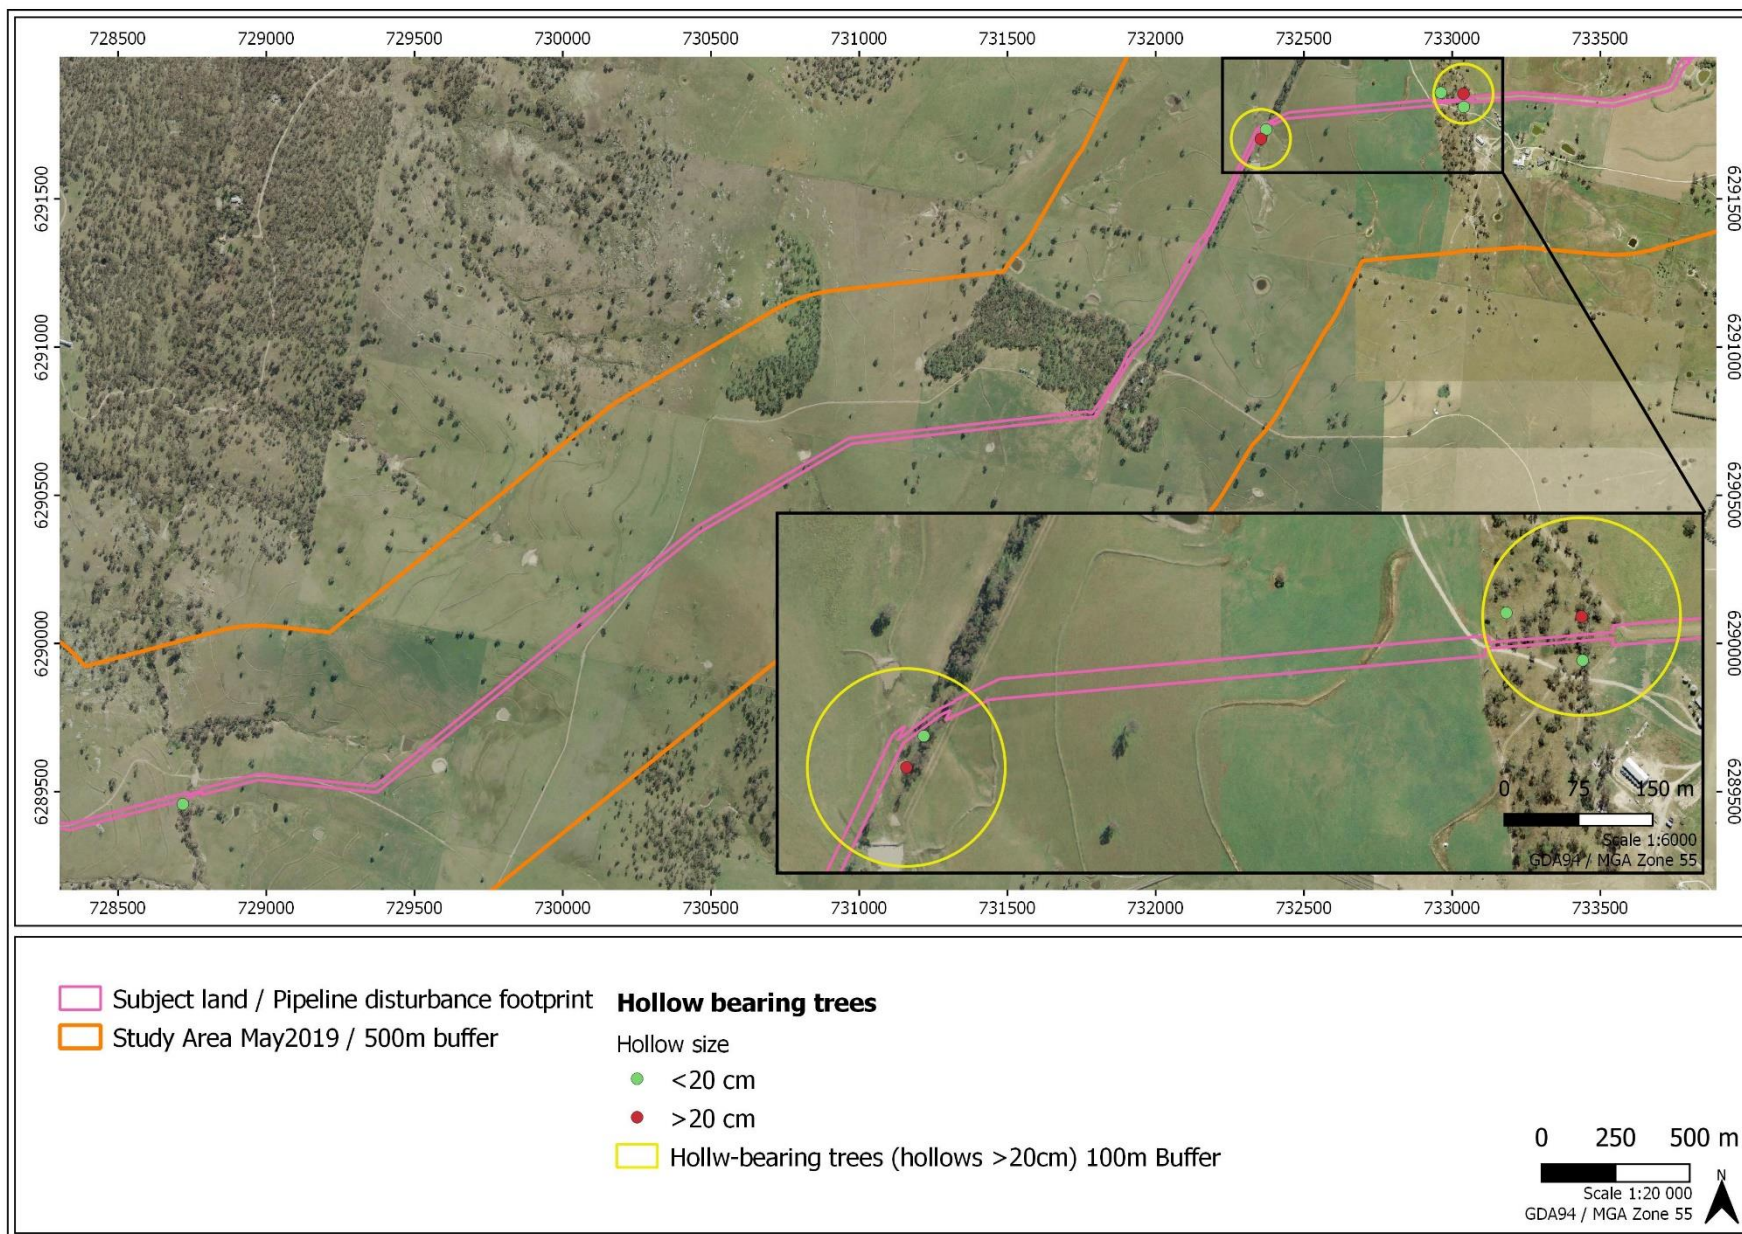 728500 729000 729500 730000 730500 731000 731500 732000 732500 733000 733500
6291500 6291500
6291000 6291000
6290500 6290500
6290000 6290000
6289500 6289500
0 75 150 m
Scale 1:6000
GDA94 / MGA Zone 55
728500 729000 729500 730000 730500 731000 731500 732000 732500 733000 733500
Subject land / Pipeline disturbance footprint
Study Area May2019 / 500m buffer
Hollow bearing trees
Hollow size
<20 cm
>20 cm
Hollw-bearing trees (hollows >20cm) 100m Buffer
0 250 500 m
Scale 1:20 000
GDA94 / MGA Zone 55
N